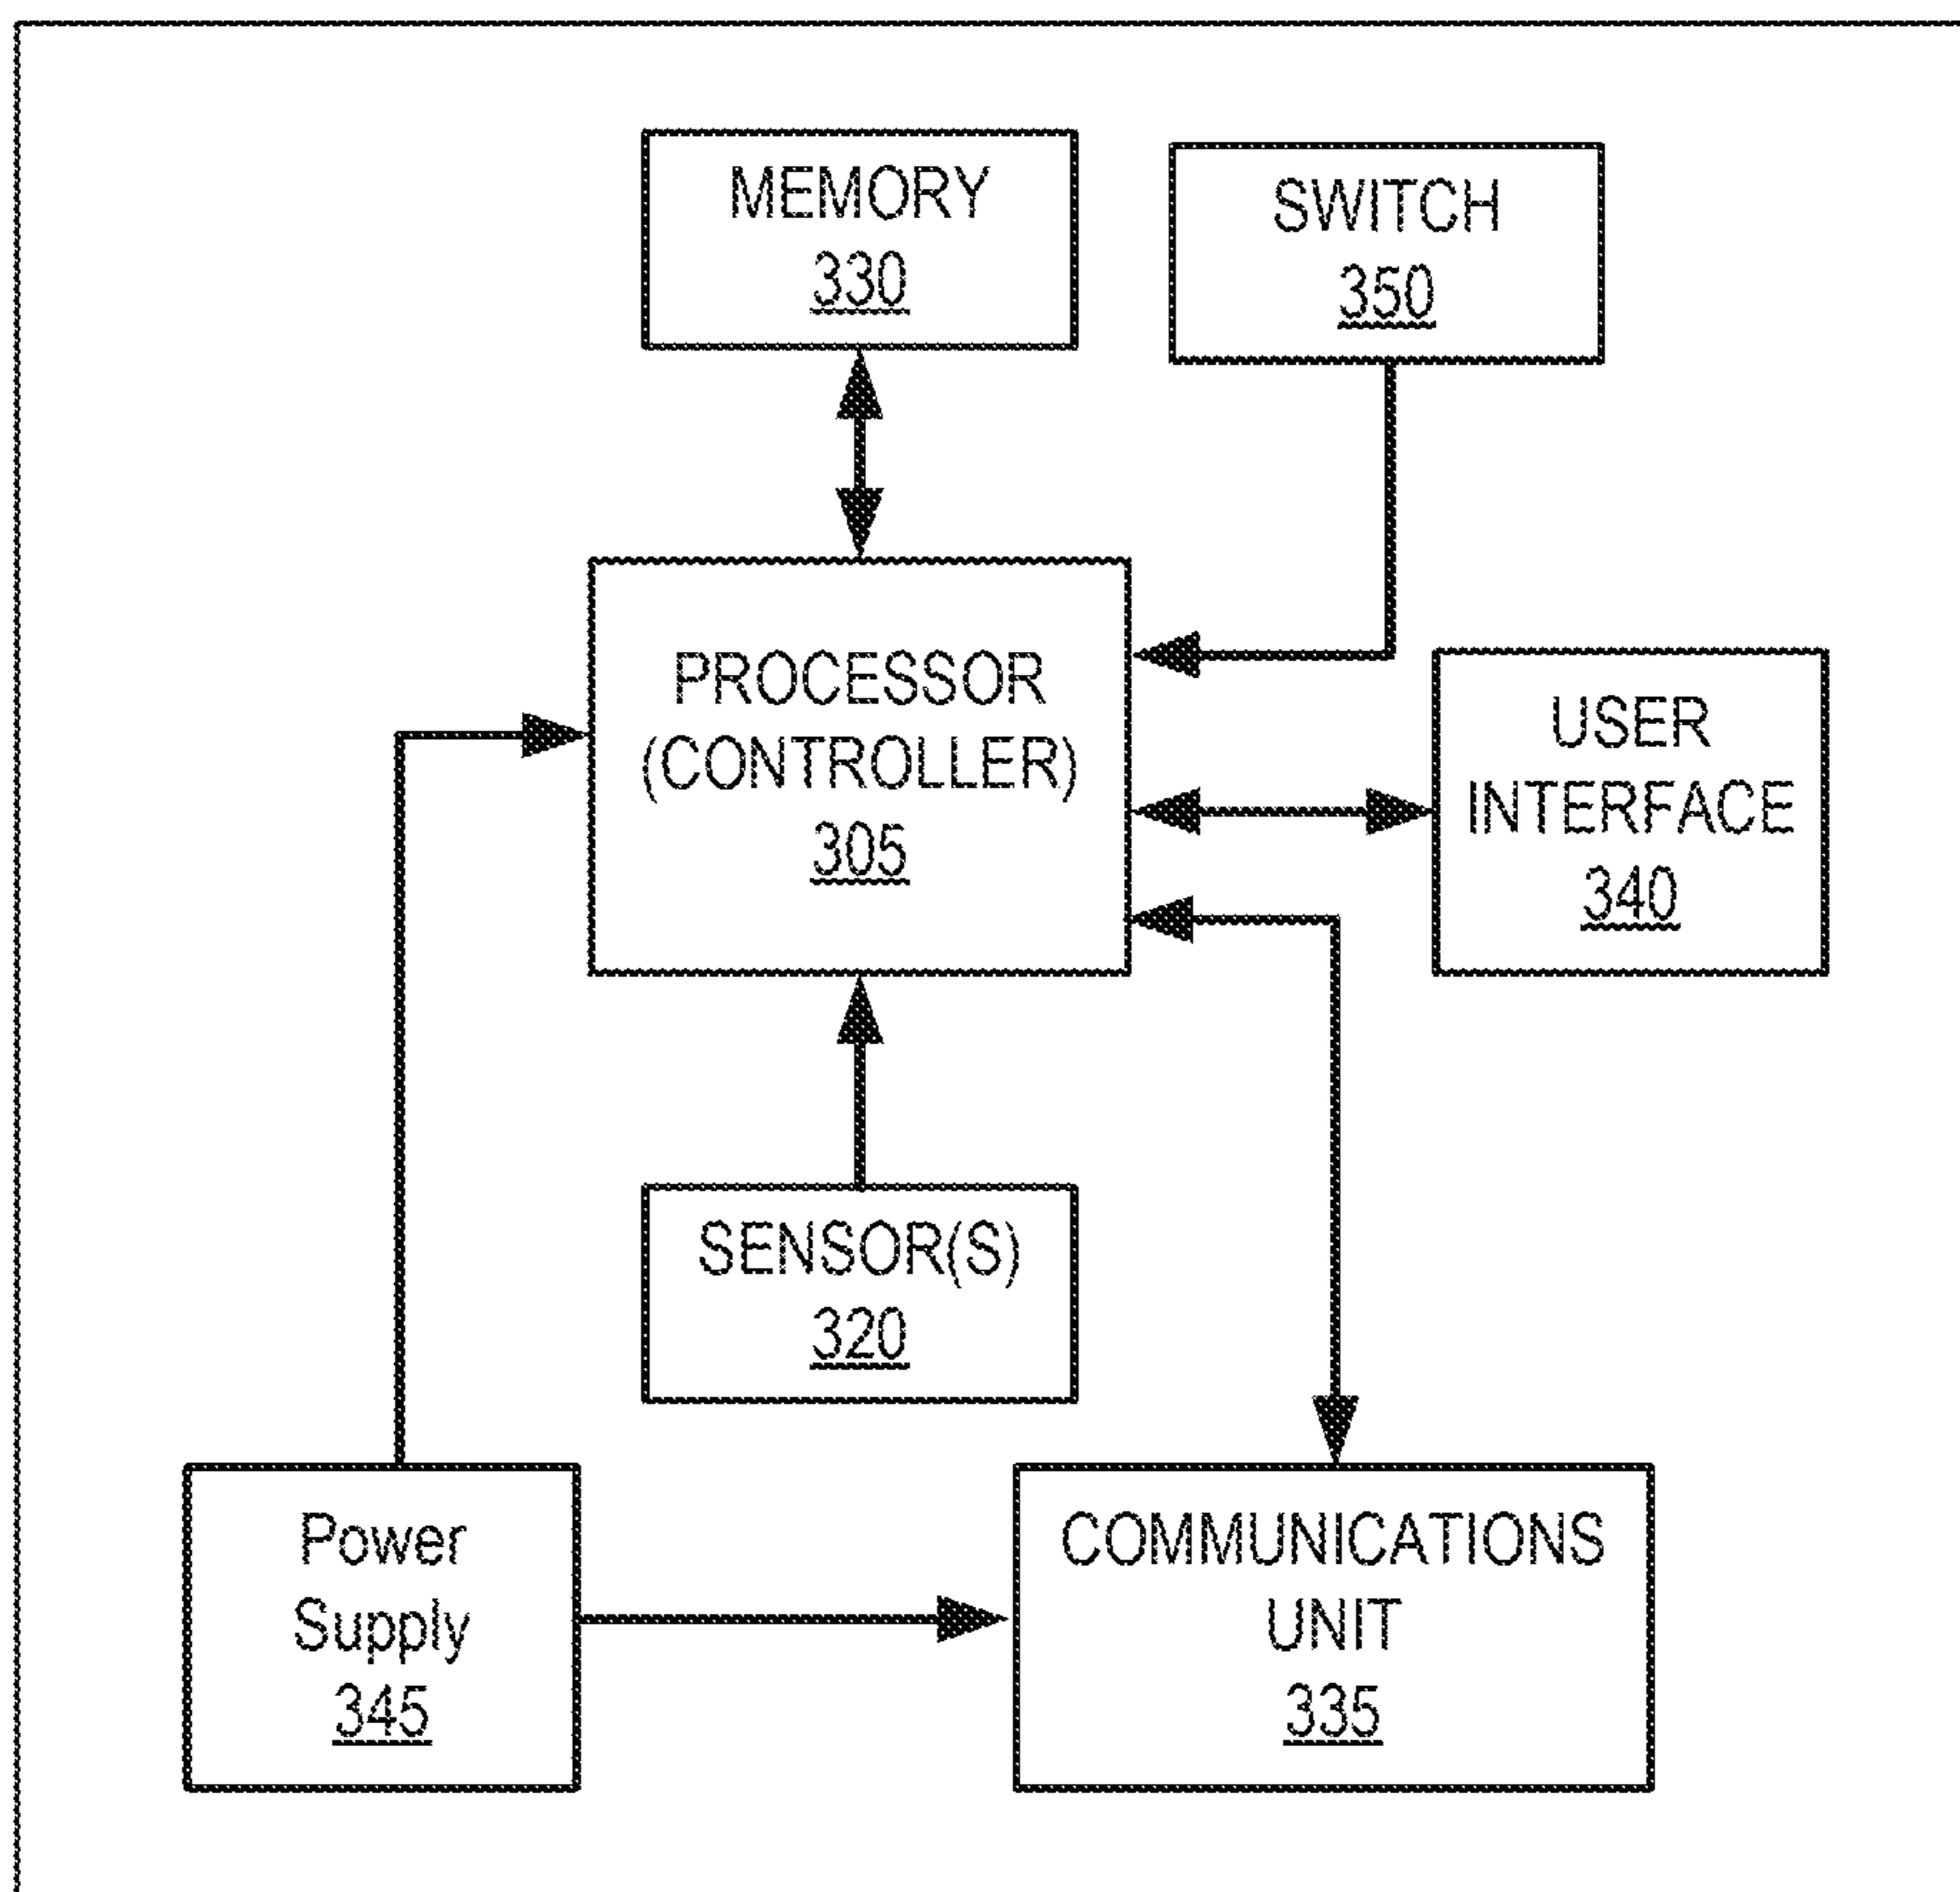 MEMORY
330
SWITCH
350
PROCESSOR
(CONTROLLER)
305
USER
INTERFACE
340
SENSOR(S)
320
Power
Supply
345
COMMUNICATIONS
UNIT
335